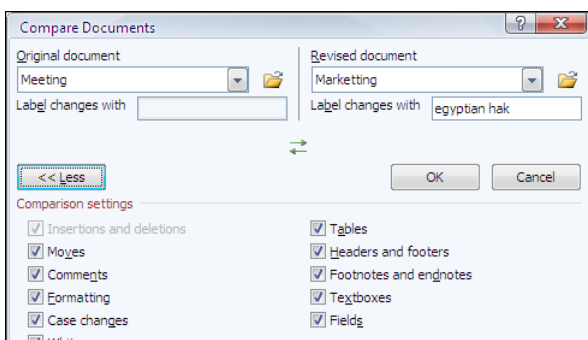 Compare Documents
Original document
Revised document
Meeting
Marketting
Label changes with
Label changes with egyptian hak
<< Less
OK
Cancel
Comparison settings
Insertions and deletions
Tables
Moves
Headers and footers
Comments
Footnotes and endnotes
Formatting
Textboxes
Case changes
Fields